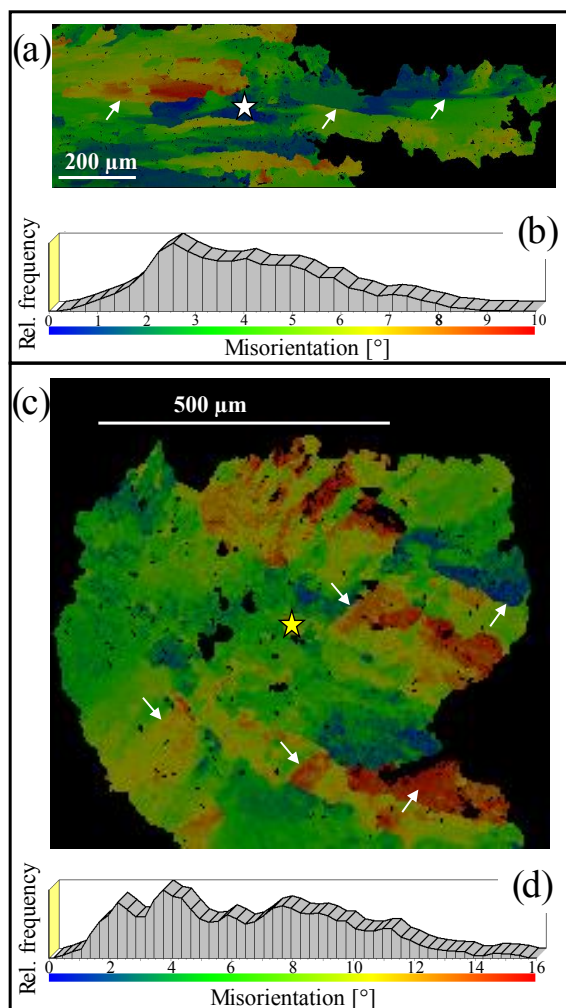 (a)
200 µm
(b)
Rel. frequency
0 1 2 3 4 5 6 7 8 9 10
Misorientation [°]
(c)
500 µm
(d)
Rel. frequency
0 2 4 6 8 10 12 14 16
Misorientation [°]